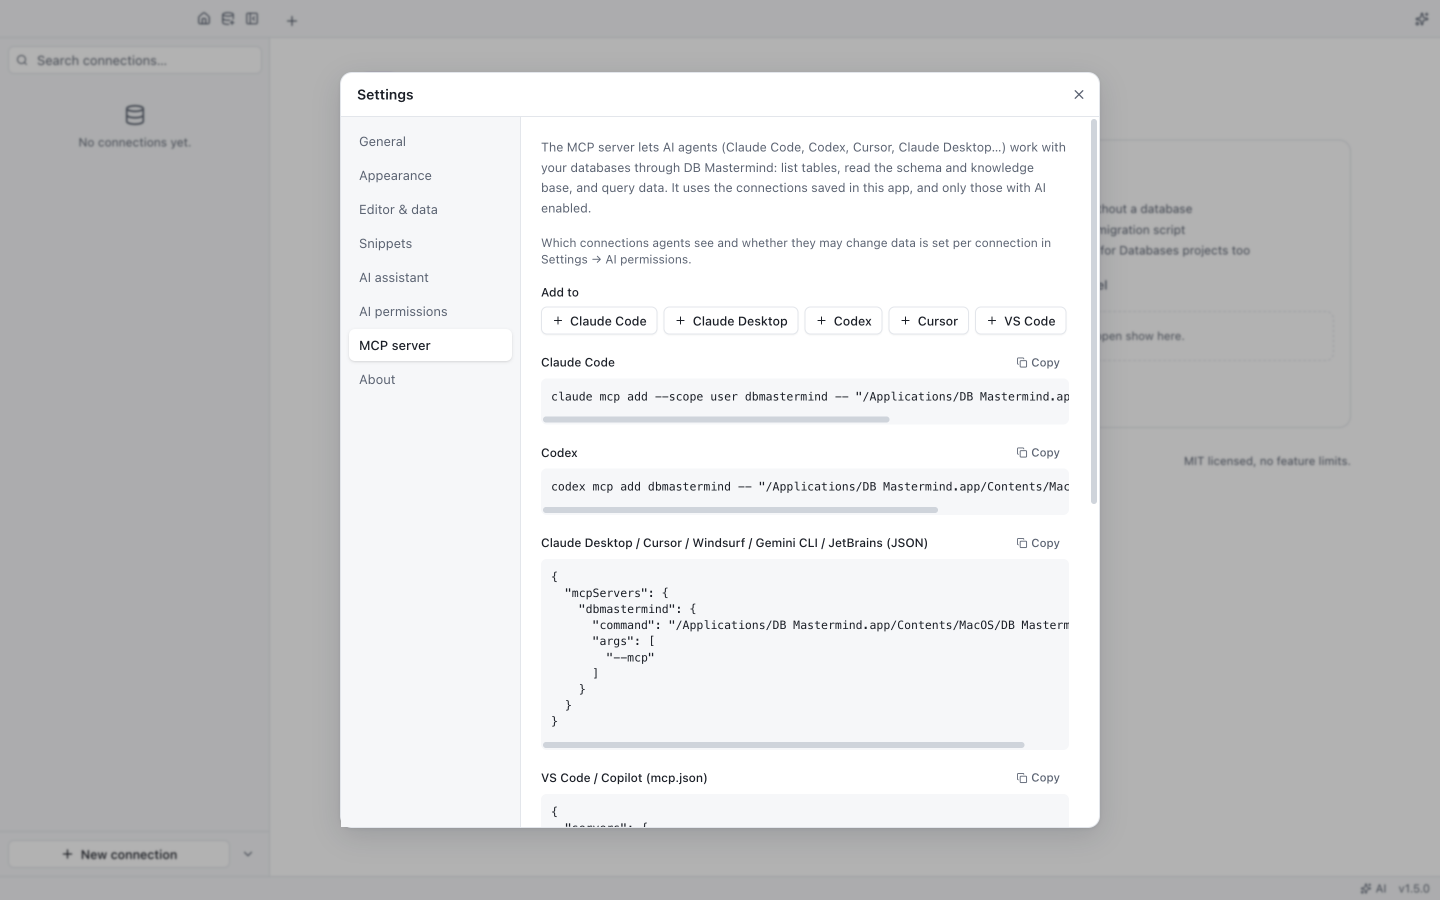 Search connections...
No connections yet.
New connection
Settings
General
Appearance
Editor & data
Snippets
AI assistant
AI permissions
MCP server
About
The MCP server lets AI agents (Claude Code, Codex, Cursor, Claude Desktop…) work with
your databases through DB Mastermind: list tables, read the schema and knowledge
base, and query data. It uses the connections saved in this app, and only those with AI
enabled.
Which connections agents see and whether they may change data is set per connection in
Settings → AI permissions.
Add to
+ Claude Code
+ Claude Desktop
+ Codex
+ Cursor
+ VS Code
Claude Code
Copy
claude mcp add --scope user dbmastermind -- "/Applications/DB Mastermind.ap
Codex
Copy
codex mcp add dbmastermind -- "/Applications/DB Mastermind.app/Contents/Mac
Claude Desktop / Cursor / Windsurf / Gemini CLI / JetBrains (JSON)
Copy
{
  "mcpServers": {
    "dbmastermind": {
      "command": "/Applications/DB Mastermind.app/Contents/MacOS/DB Masterm
      "args": [
        "--mcp"
      ]
    }
  }
}
VS Code / Copilot (mcp.json)
Copy
{
hout a database
migration script
for Databases projects too
open show here.
MIT licensed, no feature limits.
AI
v1.5.0